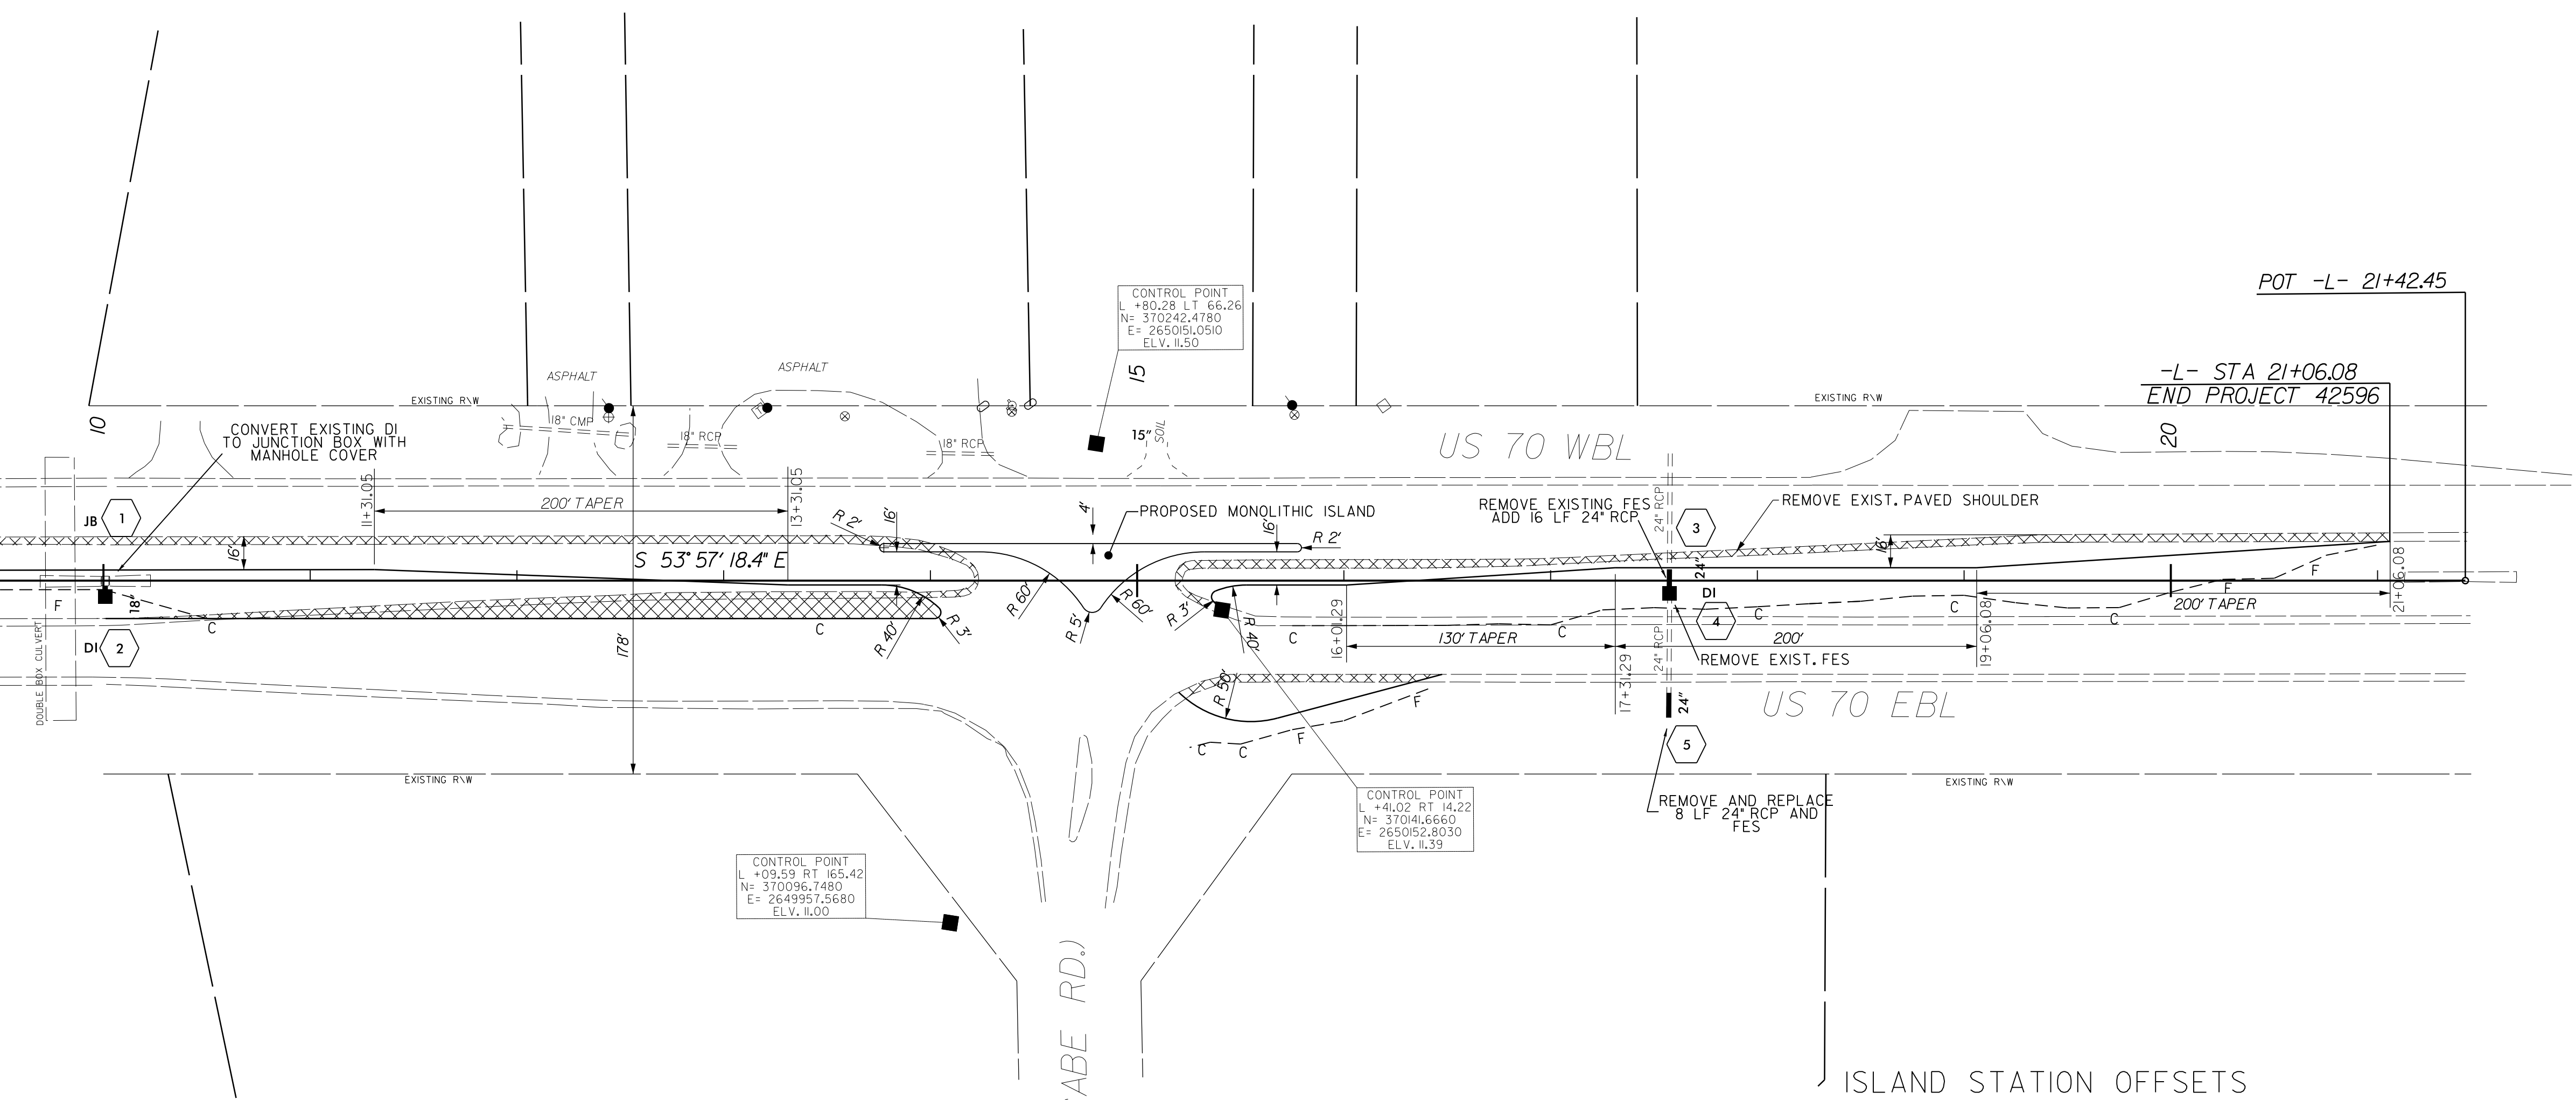 POT -L- 21+42.45
CONTROL POINT
L +80.28 LT 66.26
N= 370242.4780
E= 2650151.0510
ELV. 11.50
-L- STA 21+06.08
END PROJECT 42596
10
15
20
ASPHALT
ASPHALT
EXISTING R\W
EXISTING R\W
CONVERT EXISTING DI
TO JUNCTION BOX WITH
MANHOLE COVER
18" CMP
18" RCP
18" RCP
15"
SOIL
US 70 WBL
11+31.05
200' TAPER
13+31.05
JB
1
16'
R 2'
16'
4'
PROPOSED MONOLITHIC ISLAND
16'
R 2'
REMOVE EXISTING FES
ADD 16 LF 24" RCP
24" RCP
3
REMOVE EXIST. PAVED SHOULDER
16'
S 53° 57' 18.4" E
F
18'
C
C
R 60'
R 5'
R 60'
R 3'
R 40'
R 3'
R 40'
C
24"
DI
4
C
C
C
C
F
F
200' TAPER
21+06.08
DI
2
DOUBLE BOX CULVERT
178'
16+01.29
130' TAPER
17+31.29
200'
19+06.08
24" RCP
REMOVE EXIST. FES
R 50'
24"
US 70 EBL
5
C
C
F
F
EXISTING R\W
EXISTING R\W
CONTROL POINT
L +41.02 RT 14.22
N= 370141.6660
E= 2650152.8030
ELV. 11.39
REMOVE AND REPLACE
8 LF 24" RCP AND
FES
CONTROL POINT
L +09.59 RT 165.42
N= 370096.7480
E= 2649957.5680
ELV. 11.00
ABE RD.)
ISLAND STATION OFFSETS